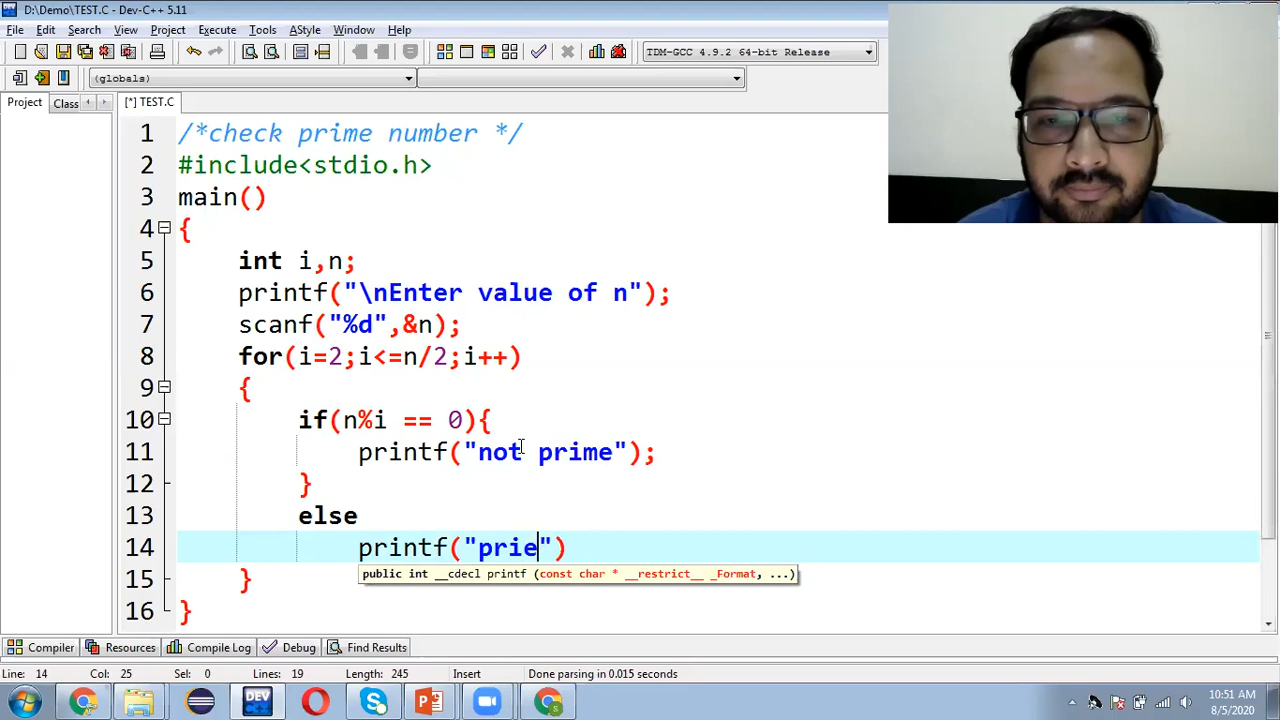 D:\Demo\TEST.C - Dev-C++ 5.11
File Edit Search View Project Execute Tools AStyle Window Help
TDM-GCC 4.9.2 64-bit Release
(globals)
Project Class [*] TEST.C
1 /*check prime number */
2 #include<stdio.h>
3 main()
4 {
5 int i,n;
6 printf("\nEnter value of n");
7 scanf("%d",&n);
8 for(i=2;i<=n/2;i++)
9 {
10 if(n%i == 0){
11 printf("not prime");
12 }
13 else
14 printf("prie")
public int __cdecl printf (const char * __restrict__ _Format, ...)
15 }
16 }
Compiler Resources Compile Log Debug Find Results
Line: 14 Col: 25 Sel: 0 Lines: 19 Length: 245 Insert Done parsing in 0.015 seconds
DEV
10:51 AM
8/5/2020